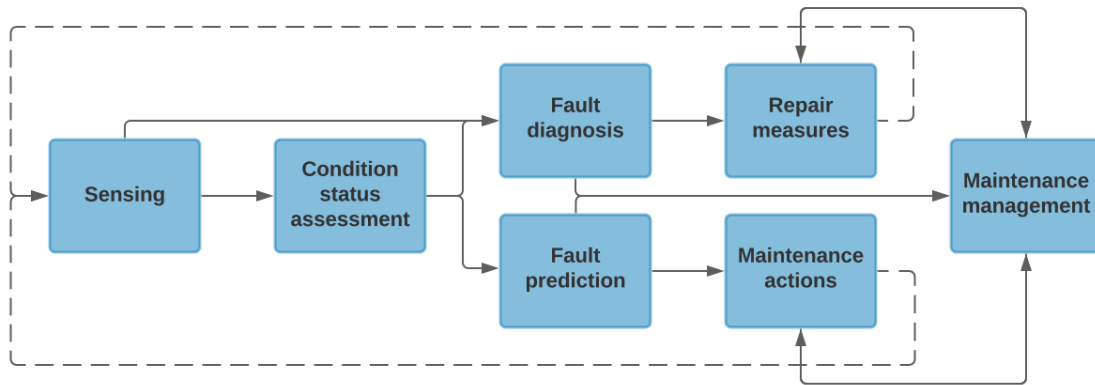 Sensing
Condition
status
assessment
Fault
diagnosis
Repair
measures
Fault
prediction
Maintenance
actions
Maintenance
management